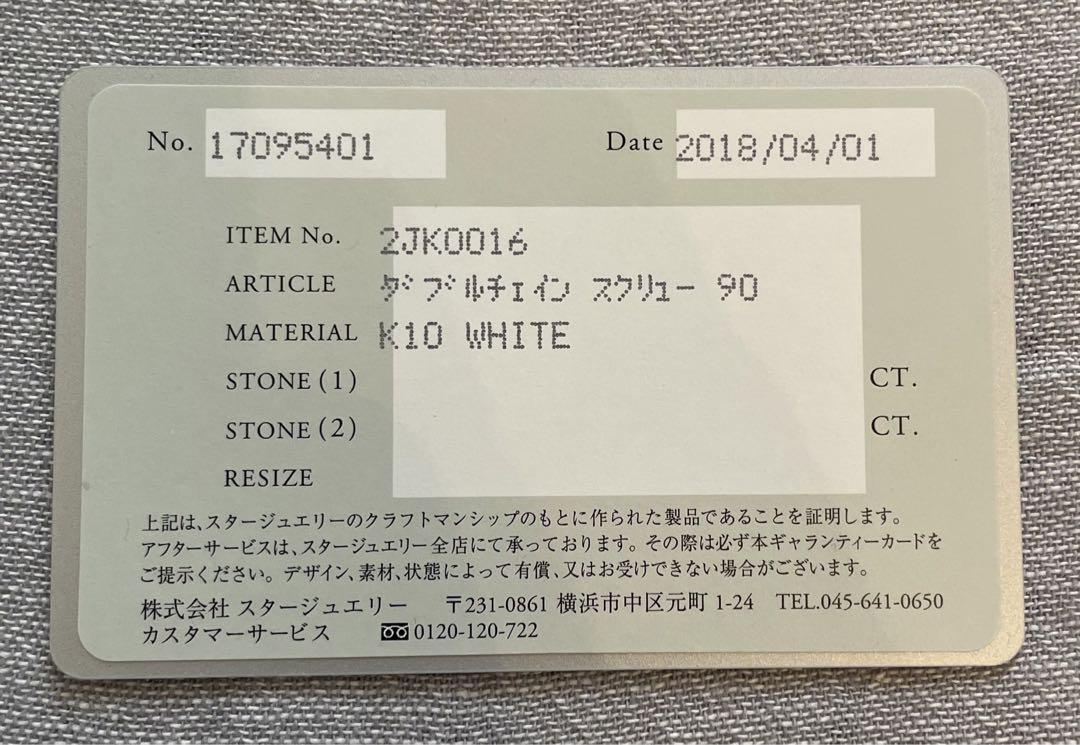 No. 17095401 Date 2018/04/01
ITEM No. 2JK0016
ARTICLE ダブルチェイン スクリュー 90
MATERIAL K10 WHITE
STONE (1) CT.
STONE (2) CT.
RESIZE
上記は、スタージュエリーのクラフトマンシップのもとに作られた製品であることを証明します。
アフターサービスは、スタージュエリー全店にて承っております。その際は必ず本ギャランティーカードを
ご提示ください。デザイン、素材、状態によって有償、又はお受けできない場合がございます。
株式会社 スタージュエリー 〒231-0861 横浜市中区元町 1-24 TEL.045-641-0650
カスタマーサービス 0120-120-722